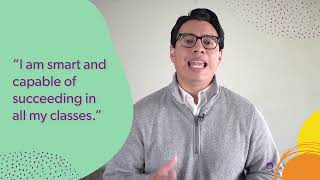 “I am smart and
capable of
succeeding in
all my classes.”